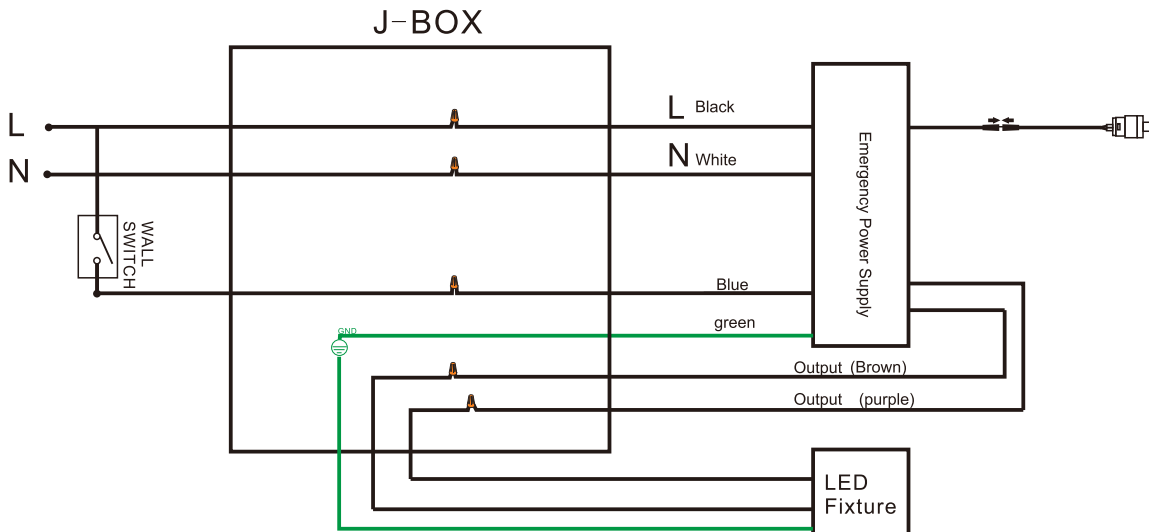 J-BOX
L
L Black
N
N White
Emergency Power Supply
WALL
SWITCH
Blue
green
GND
Output (Brown)
Output (purple)
LED
Fixture